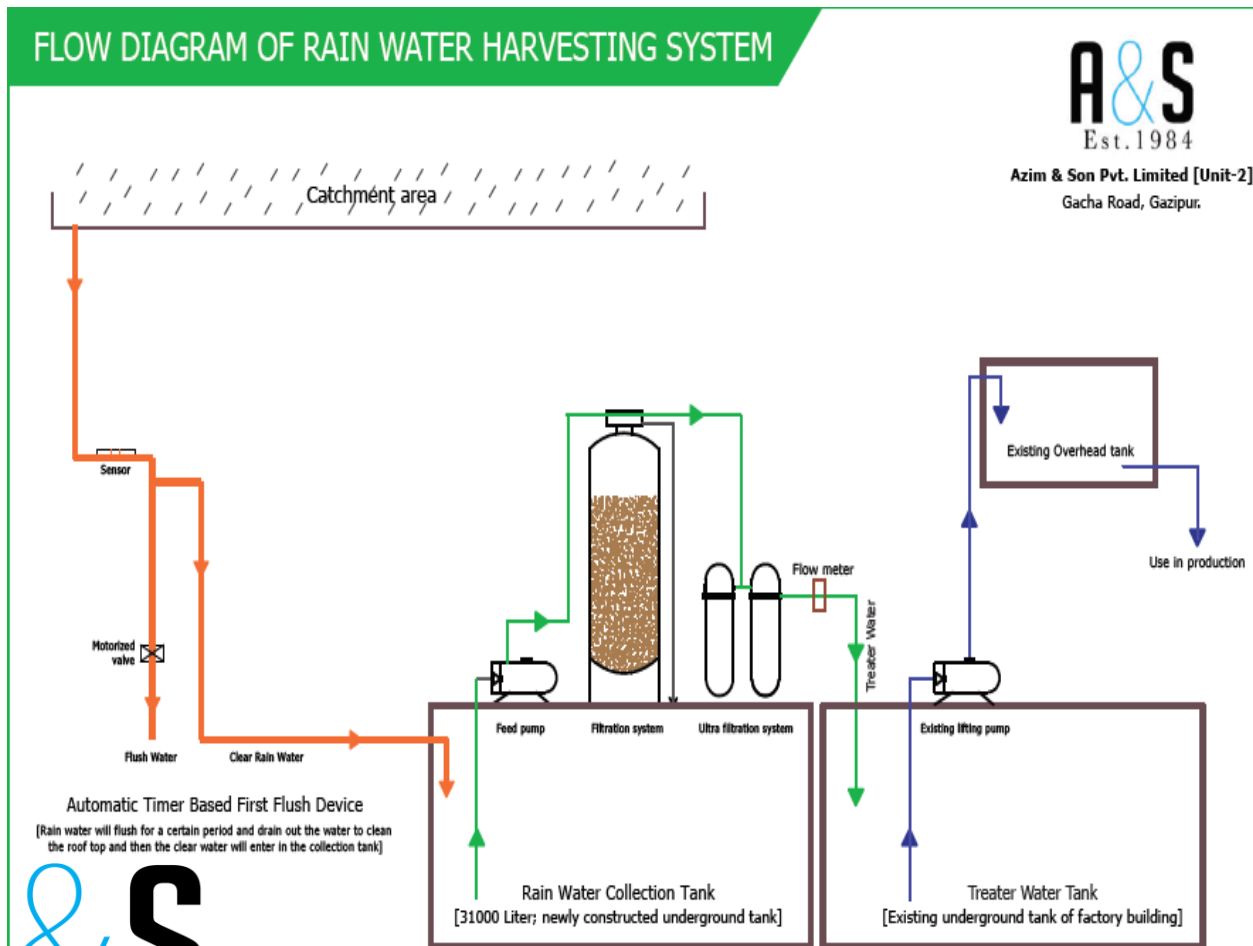 FLOW DIAGRAM OF RAIN WATER HARVESTING SYSTEM
A&S
Est.1984
Azim & Son Pvt. Limited [Unit-2]
Gacha Road, Gazipur.
Catchment area
Sensor
Existing Overhead tank
Use in production
Flow meter
Treater Water
Motorized
valve
Feed pump
Filtration system
Ultra filtration system
Existing lifting pump
Flush Water
Clear Rain Water
Automatic Timer Based First Flush Device
[Rain water will flush for a certain period and drain out the water to clean
the roof top and then the clear water will enter in the collection tank]
Rain Water Collection Tank
[31000 Liter; newly constructed underground tank]
Treater Water Tank
[Existing underground tank of factory building]
&S